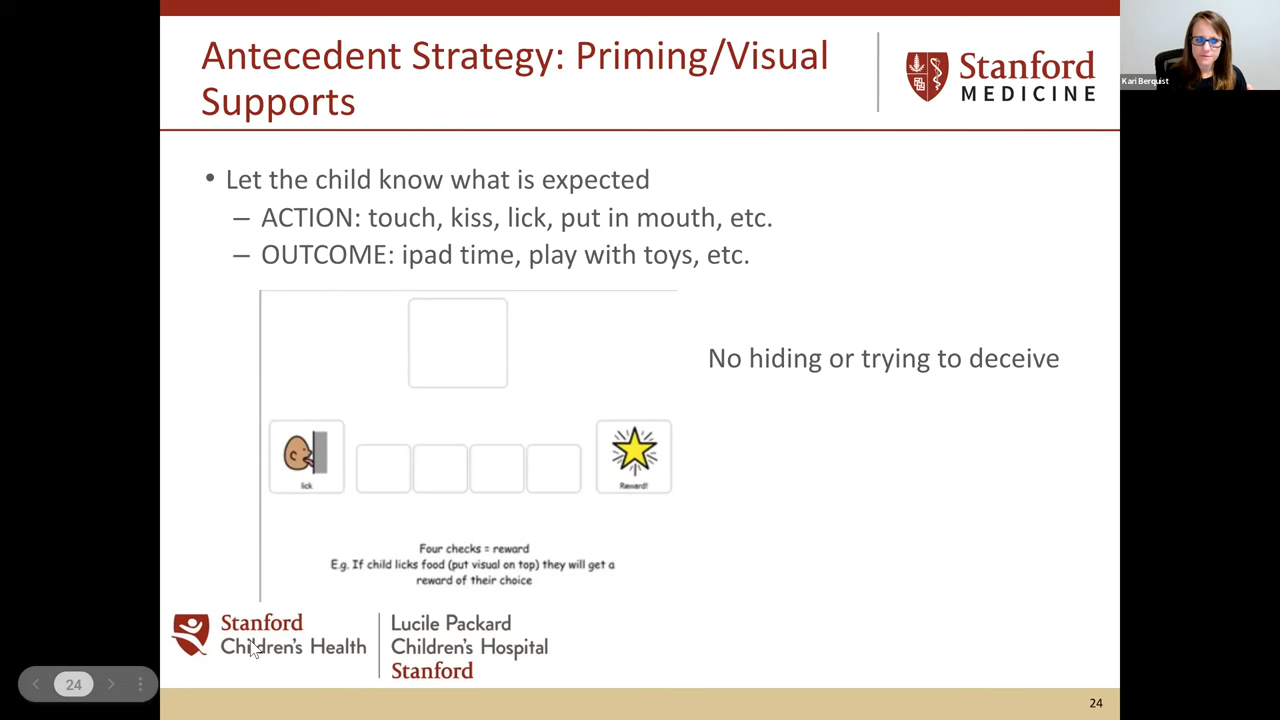 Antecedent Strategy: Priming/Visual
Supports
Stanford
MEDICINE
Kari Berquist
• Let the child know what is expected
– ACTION: touch, kiss, lick, put in mouth, etc.
– OUTCOME: ipad time, play with toys, etc.
No hiding or trying to deceive
lick
Reward!
Four checks = reward
E.g. If child licks food (put visual on top) they will get a
reward of their choice
Stanford
Children's Health
Lucile Packard
Children's Hospital
Stanford
24
24